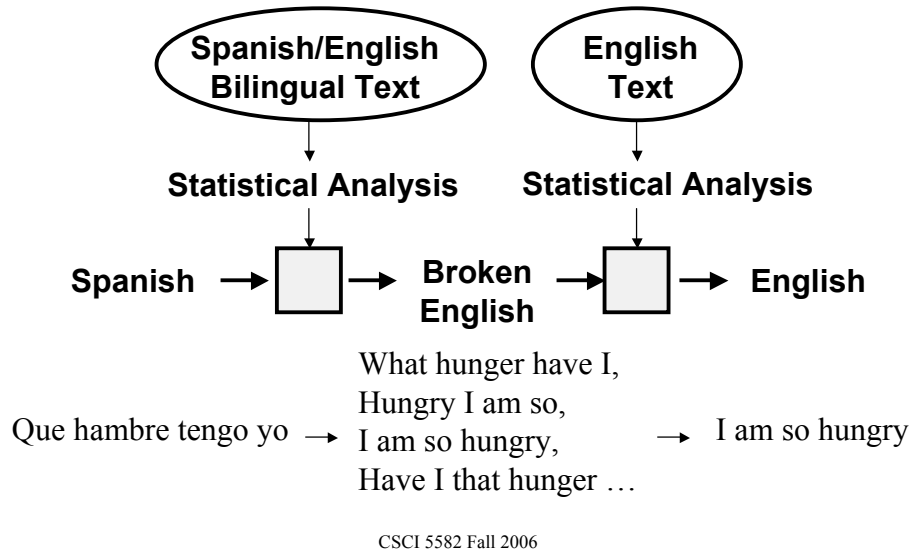 Spanish/English
Bilingual Text
English
Text
Statistical Analysis
Statistical Analysis
Spanish
Broken
English
English
What hunger have I,
Hungry I am so,
Que hambre tengo yo
I am so hungry,
I am so hungry
Have I that hunger …
CSCI 5582 Fall 2006